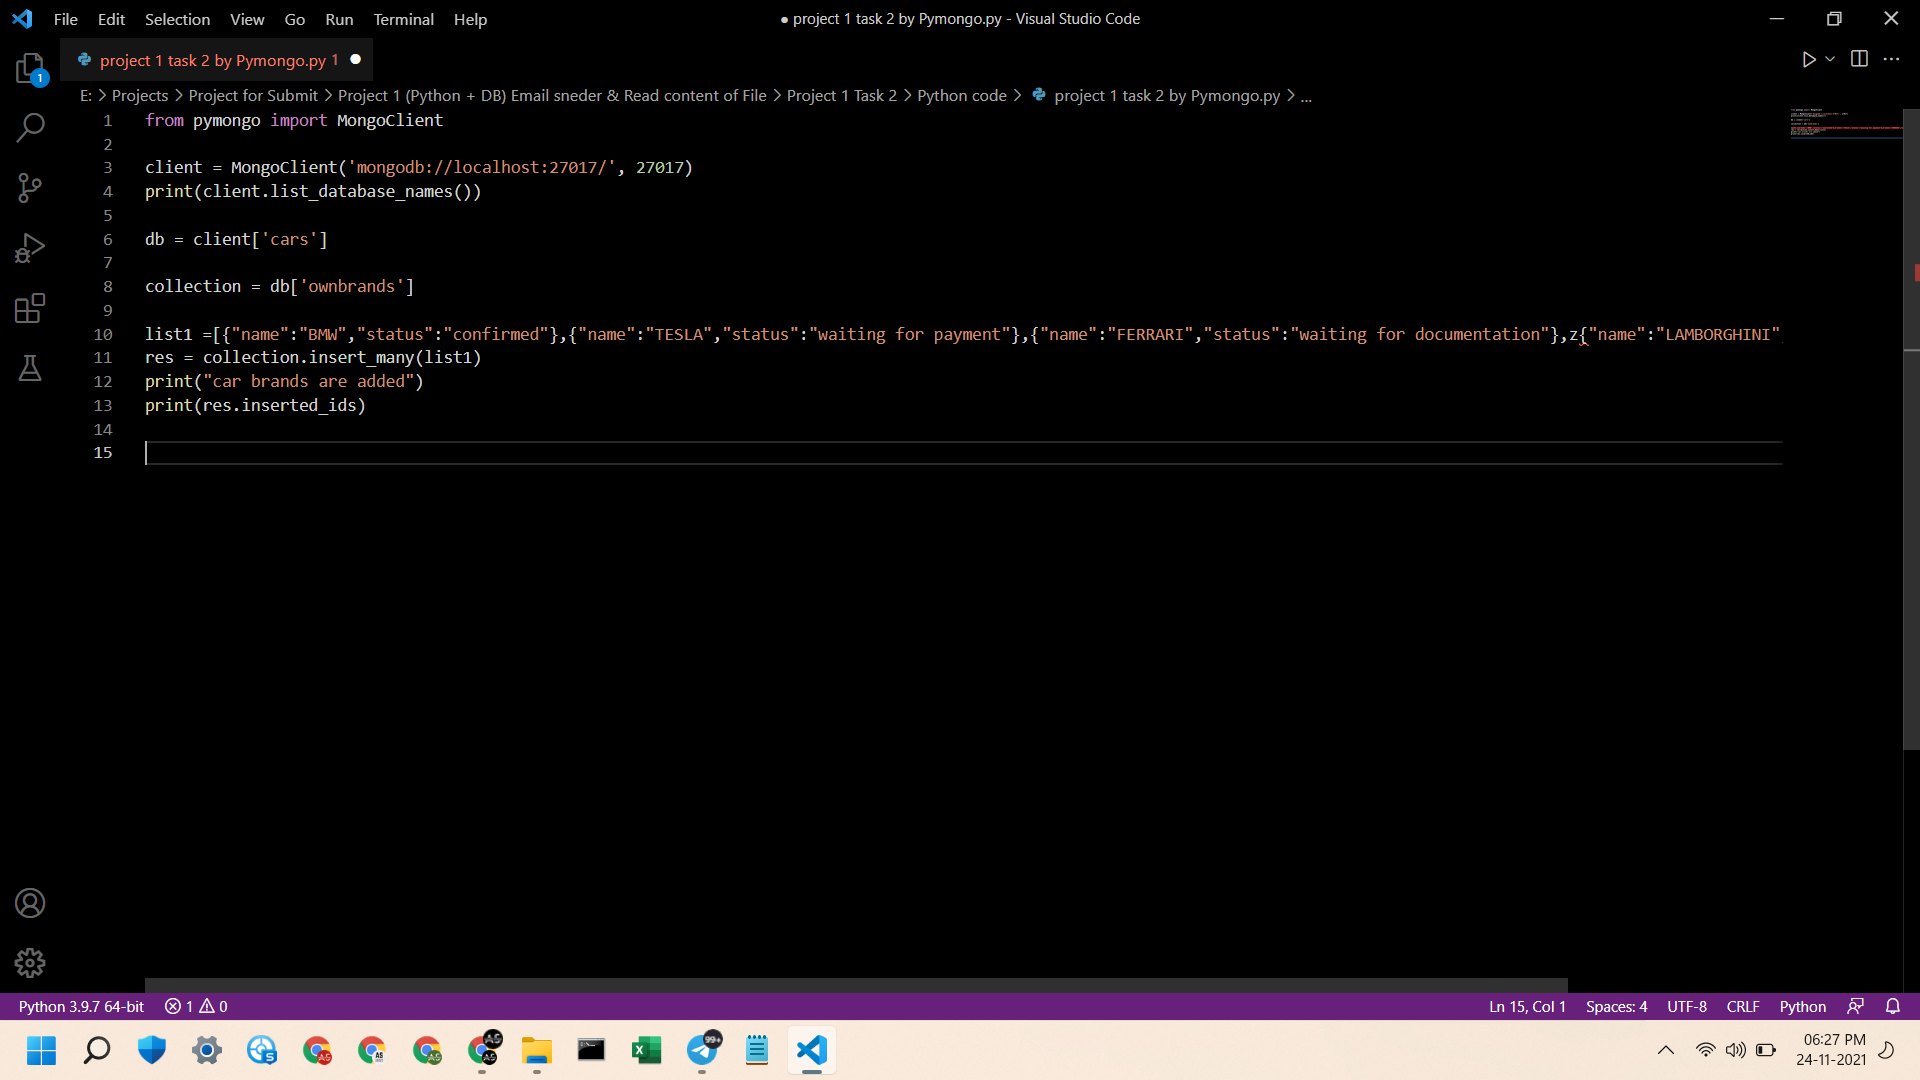 File Edit Selection View Go Run Terminal Help
● project 1 task 2 by Pymongo.py - Visual Studio Code
project 1 task 2 by Pymongo.py 1
1
E: > Projects > Project for Submit > Project 1 (Python + DB) Email sneder & Read content of File > Project 1 Task 2 > Python code > project 1 task 2 by Pymongo.py > ...
1 from pymongo import MongoClient
2
3 client = MongoClient('mongodb://localhost:27017/', 27017)
4 print(client.list_database_names())
5
6 db = client['cars']
7
8 collection = db['ownbrands']
9
10 list1 =[{"name":"BMW","status":"confirmed"},{"name":"TESLA","status":"waiting for payment"},{"name":"FERRARI","status":"waiting for documentation"},z{"name":"LAMBORGHINI"
11 res = collection.insert_many(list1)
12 print("car brands are added")
13 print(res.inserted_ids)
14
15
Python 3.9.7 64-bit 1 0
Ln 15, Col 1 Spaces: 4 UTF-8 CRLF Python
99+
06:27 PM
24-11-2021